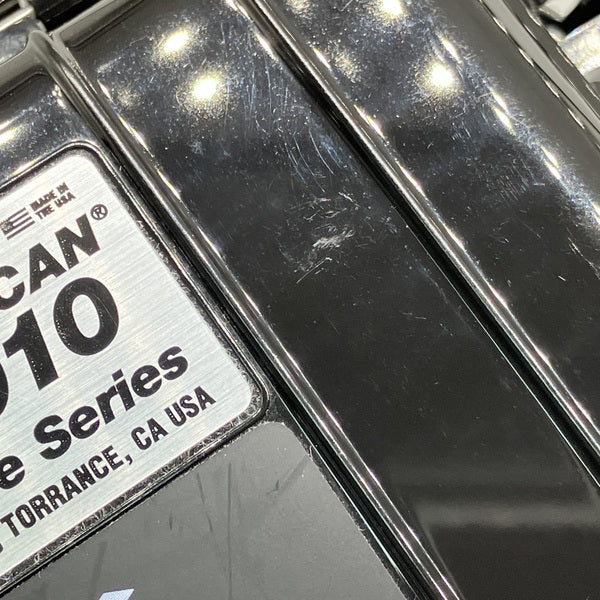 MADE IN
THE USA
CAN®
010
e Series
TORRANCE, CA USA